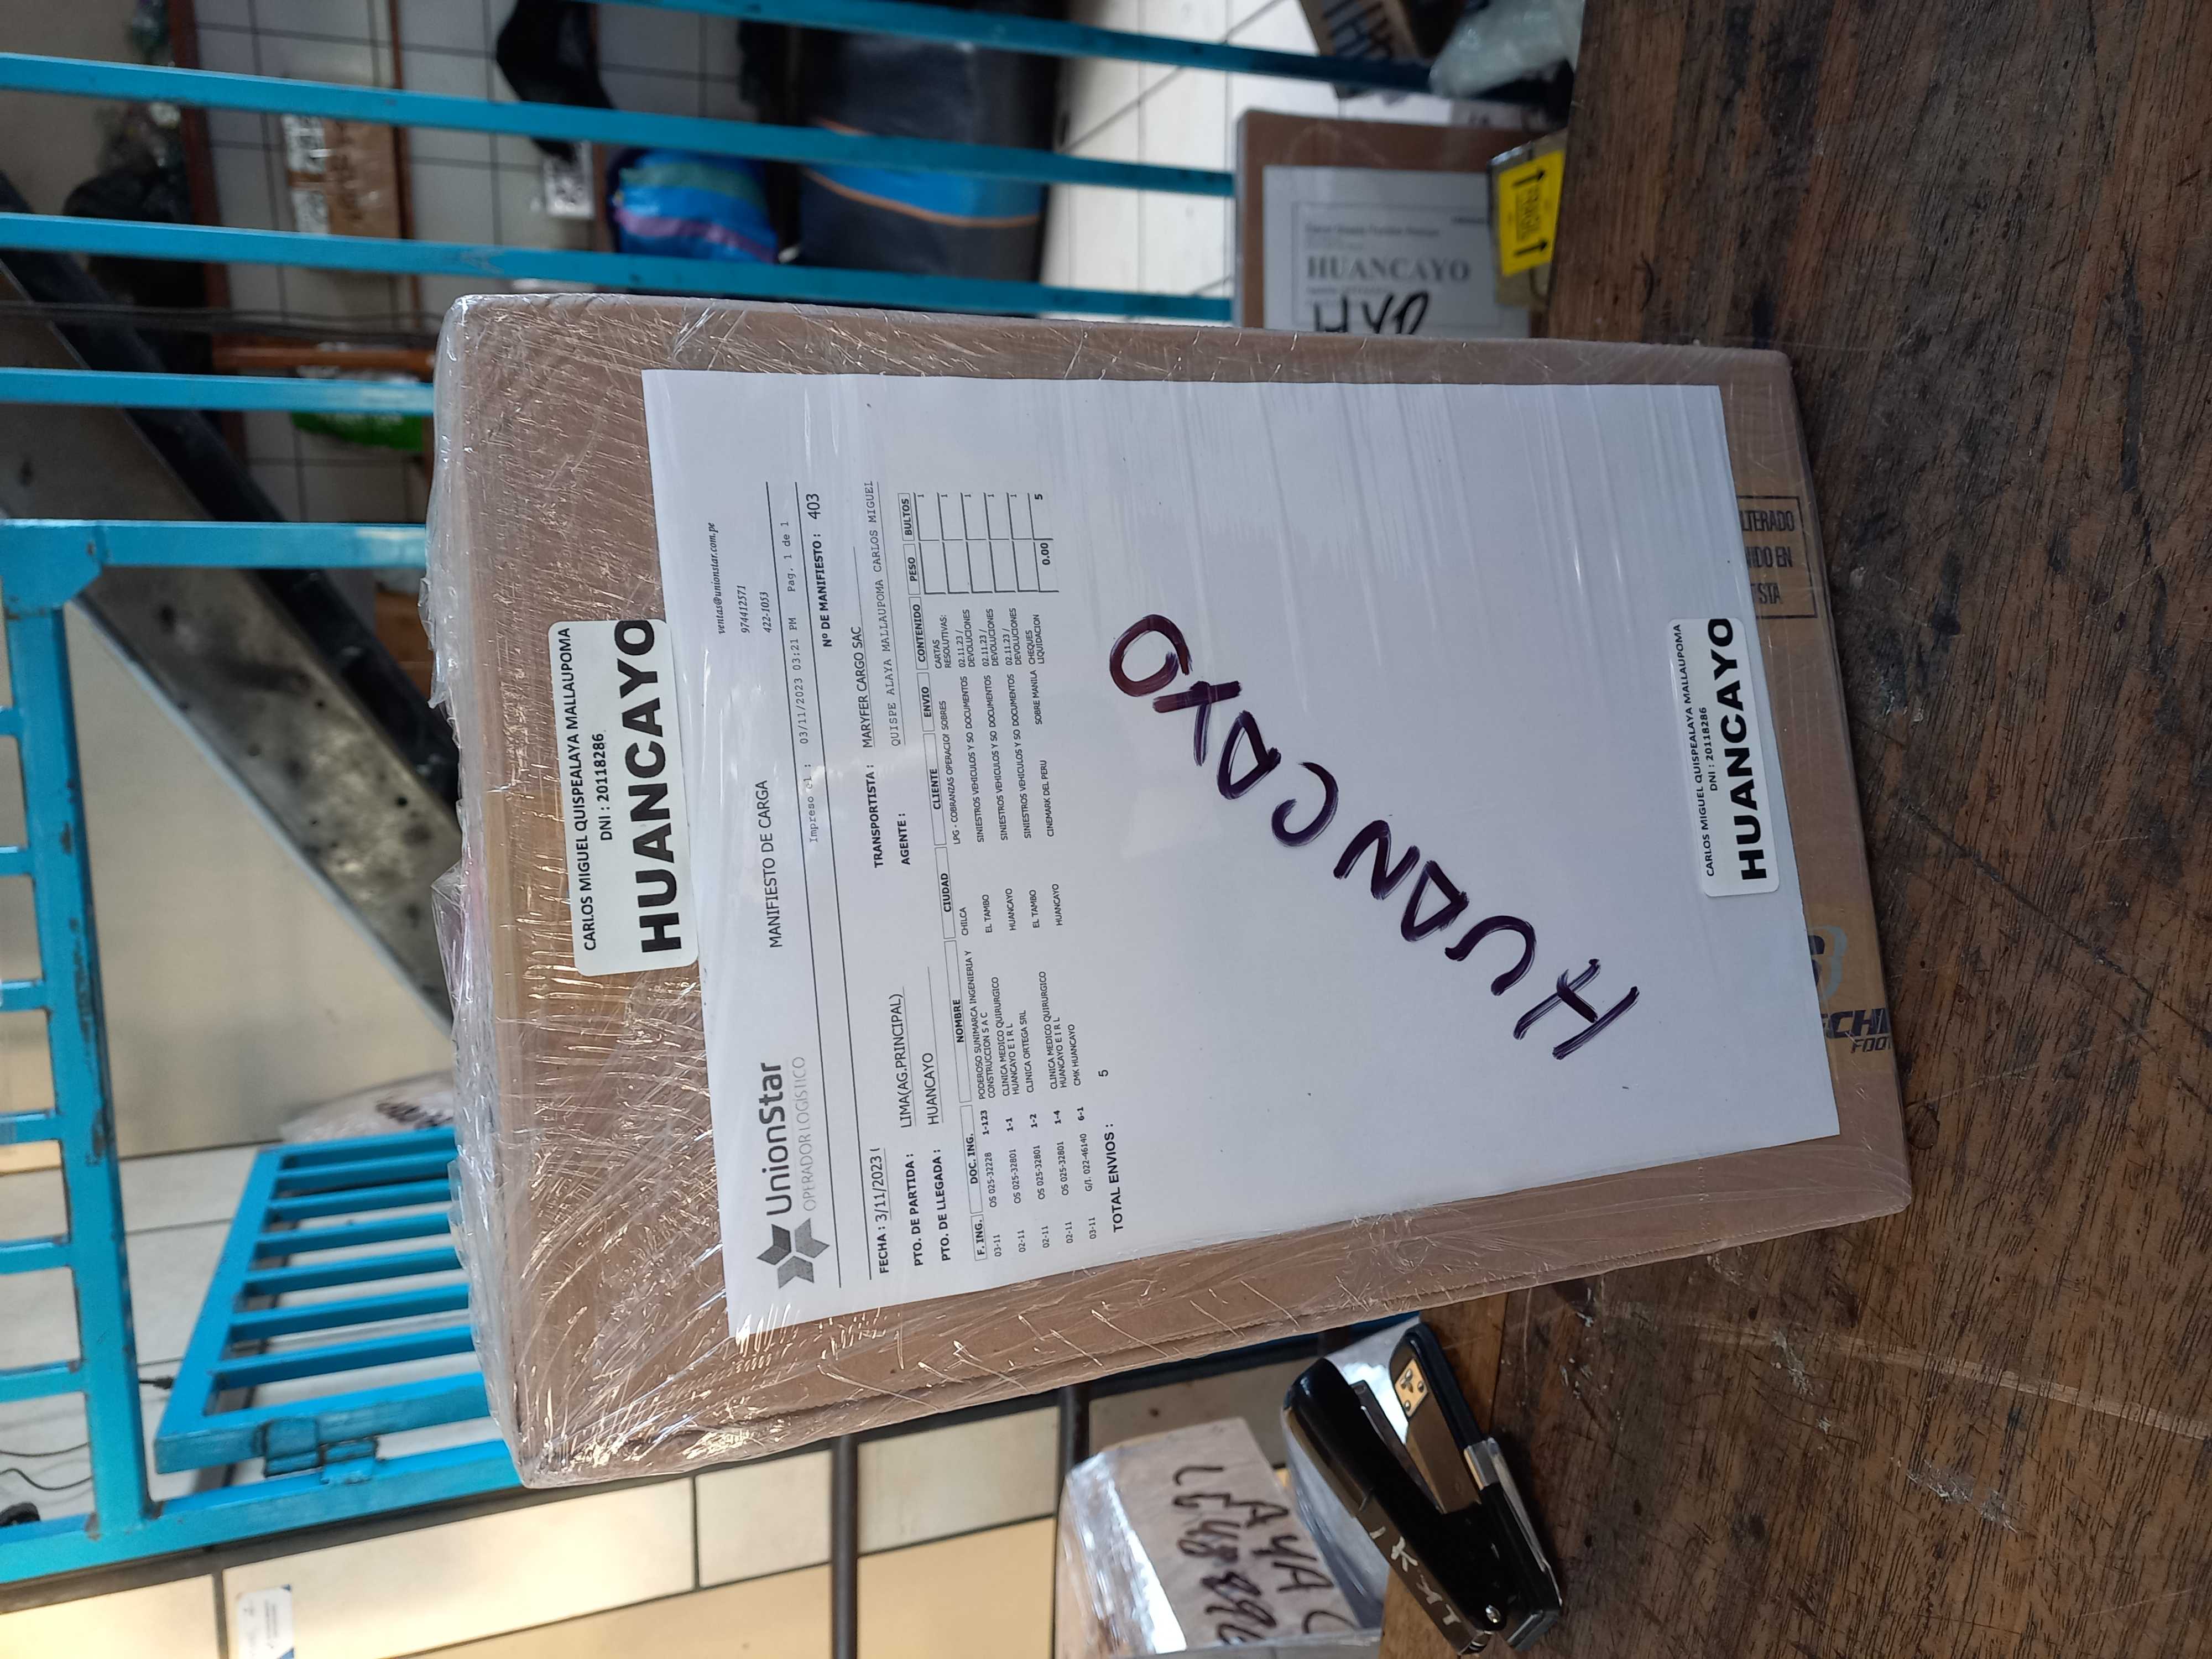 CARLOS MIGUEL QUISPEALAYA MALLAUPOMA
DNI : 20118286
HUANCAYO
UnionStar
OPERADOR LOGÍSTICO
ventas@unionstar.com.pe
974412571
422-1053
MANIFIESTO DE CARGA
Impreso el : 03/11/2023 03:21 PM Pag. 1 de 1
Nº DE MANIFIESTO : 403
FECHA : 3/11/2023
TRANSPORTISTA : MARYFER CARGO SAC
PTO. DE PARTIDA : LIMA(AG.PRINCIPAL)
AGENTE : QUISPE ALAYA MALLAUPOMA CARLOS MIGUEL
PTO. DE LLEGADA : HUANCAYO
F. ING. DOC. ING. NOMBRE CIUDAD CLIENTE ENVIO CONTENIDO PESO BULTOS
03-11 OS 025-32228 1-123 PODEROSO SUNIMARCA INGENIERIA Y CONSTRUCCION S A C CHILCA LPG - COBRANZAS OPERACIO SOBRES CARTAS RESOLUTIVAS: 1
02-11 OS 025-32801 1-1 CLINICA MEDICO QUIRURGICO HUANCAYO E I R L EL TAMBO SINIESTROS VEHICULOS Y SO DOCUMENTOS 02.11.23 / DEVOLUCIONES 1
02-11 OS 025-32801 1-2 CLINICA ORTEGA SRL HUANCAYO SINIESTROS VEHICULOS Y SO DOCUMENTOS 02.11.23 / DEVOLUCIONES 1
02-11 OS 025-32801 1-4 CLINICA MEDICO QUIRURGICO HUANCAYO E I R L EL TAMBO SINIESTROS VEHICULOS Y SO DOCUMENTOS 02.11.23 / DEVOLUCIONES 1
03-11 G/I. 022-46140 6-1 CMK HUANCAYO HUANCAYO CINEMARK DEL PERU SOBRE MANILA CHEQUES LIQUIDACION 1
0.00 5
TOTAL ENVIOS : 5
HUANCAYO
CARLOS MIGUEL QUISPEALAYA MALLAUPOMA
DNI : 20118286
HUANCAYO
HUANCAYO
HYO
FRAGIL